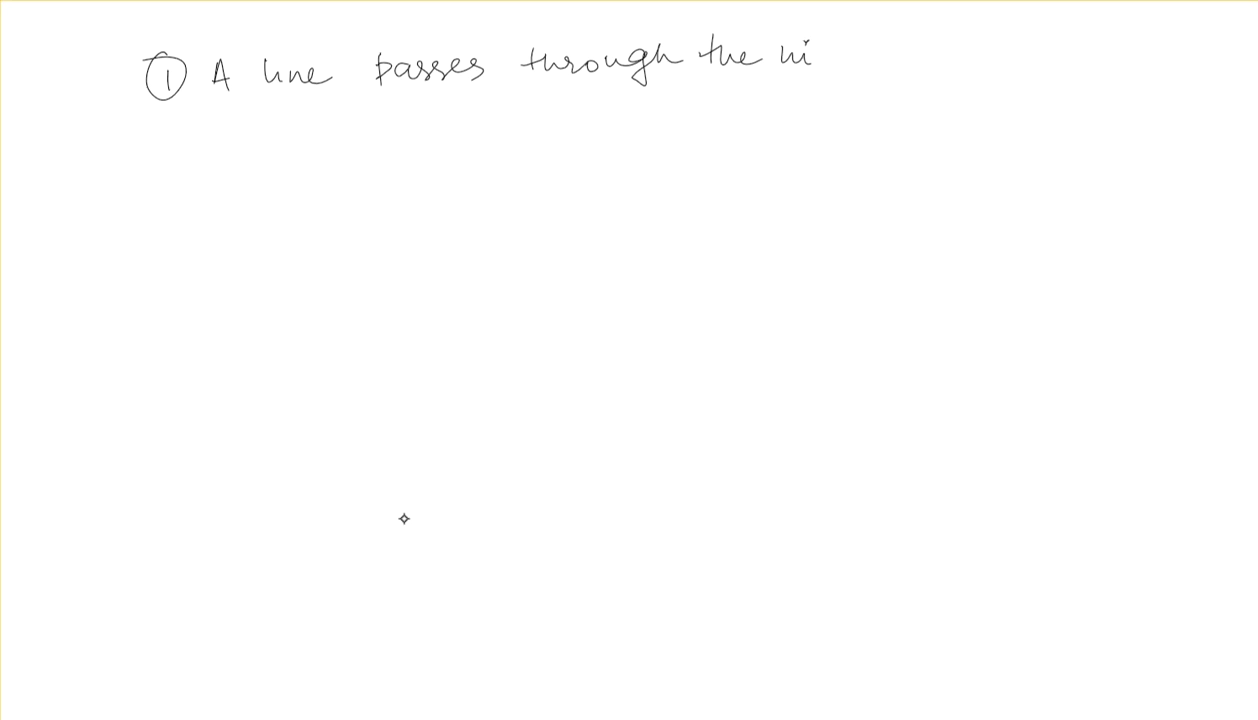 ① A line passes through the